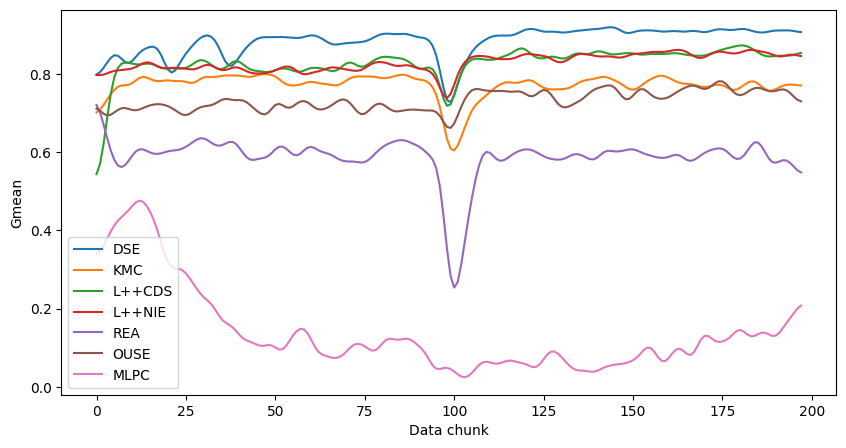 Gmean
0.8
0.6
0.4
0.2
0.0
DSE
KMC
L++CDS
L++NIE
REA
OUSE
MLPC
0 25 50 75 100 125 150 175 200
Data chunk